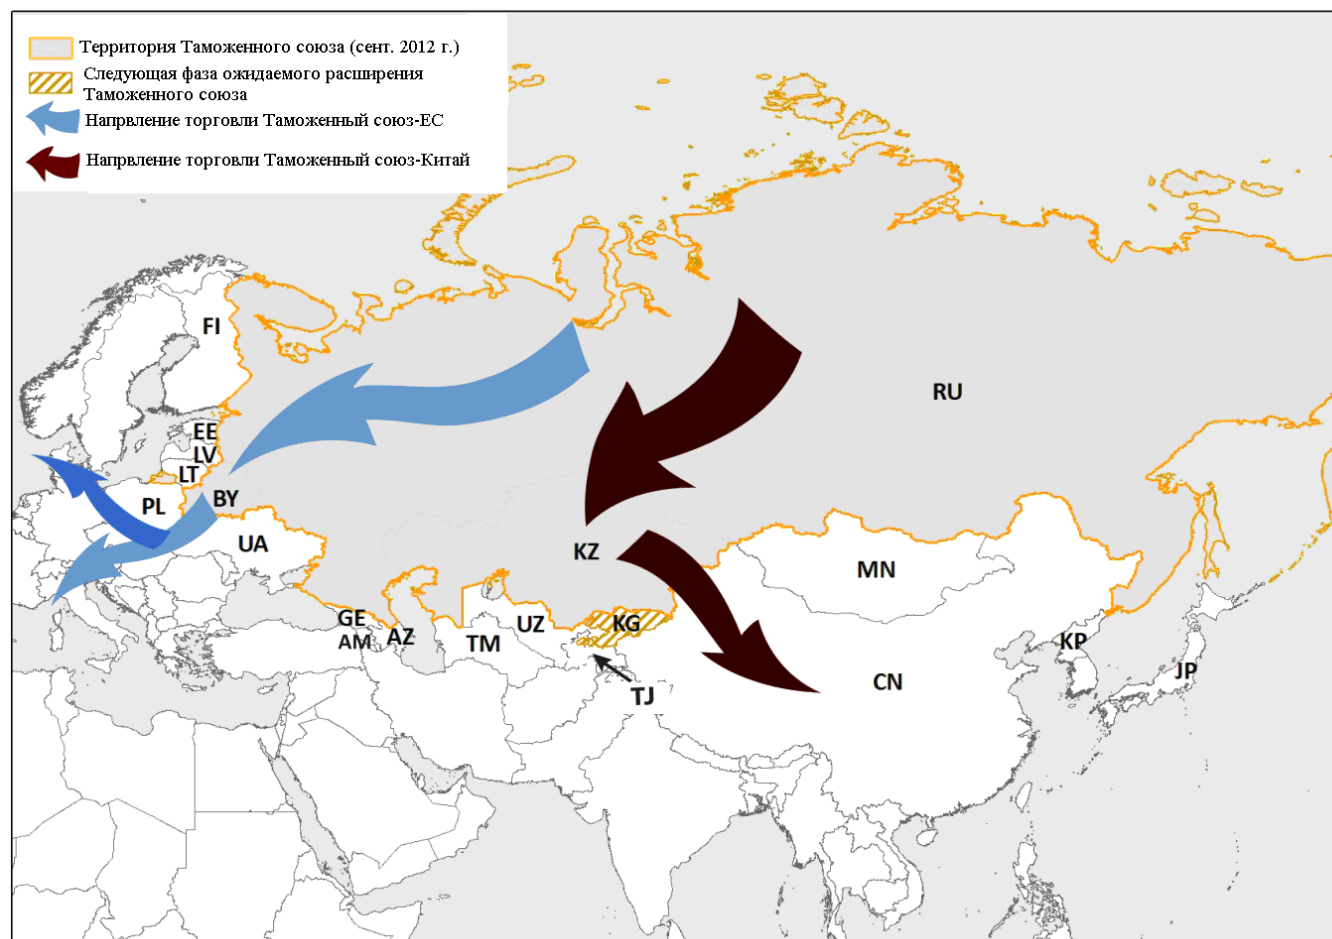 Территория Таможенного союза (сент. 2012 г.)
Следующая фаза ожидаемого расширения
Таможенного союза
Напрвление торговли Таможенный союз-ЕС
Напрвление торговли Таможенный союз-Китай
FI
RU
EE
LV
LT
PL
BY
UA
KZ
MN
GE
AM
AZ
TM
UZ
KG
TJ
CN
KP
JP